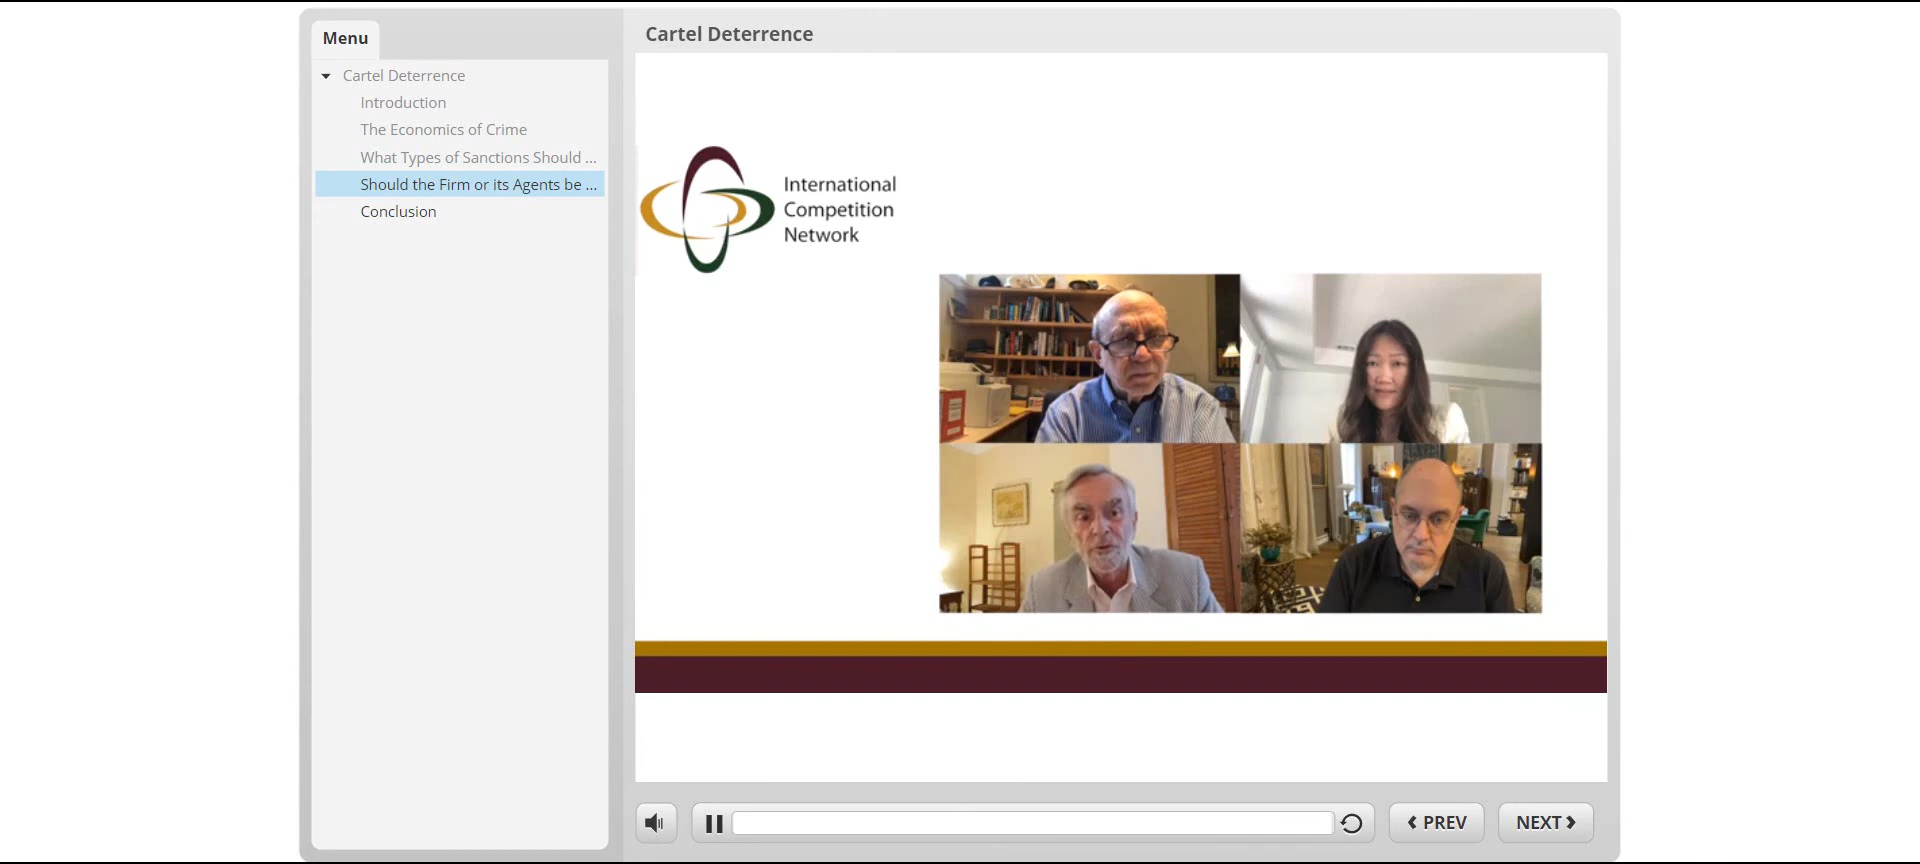 Menu
Cartel Deterrence
Introduction
The Economics of Crime
What Types of Sanctions Should ...
Should the Firm or its Agents be ...
Conclusion
Cartel Deterrence
International
Competition
Network
PREV
NEXT